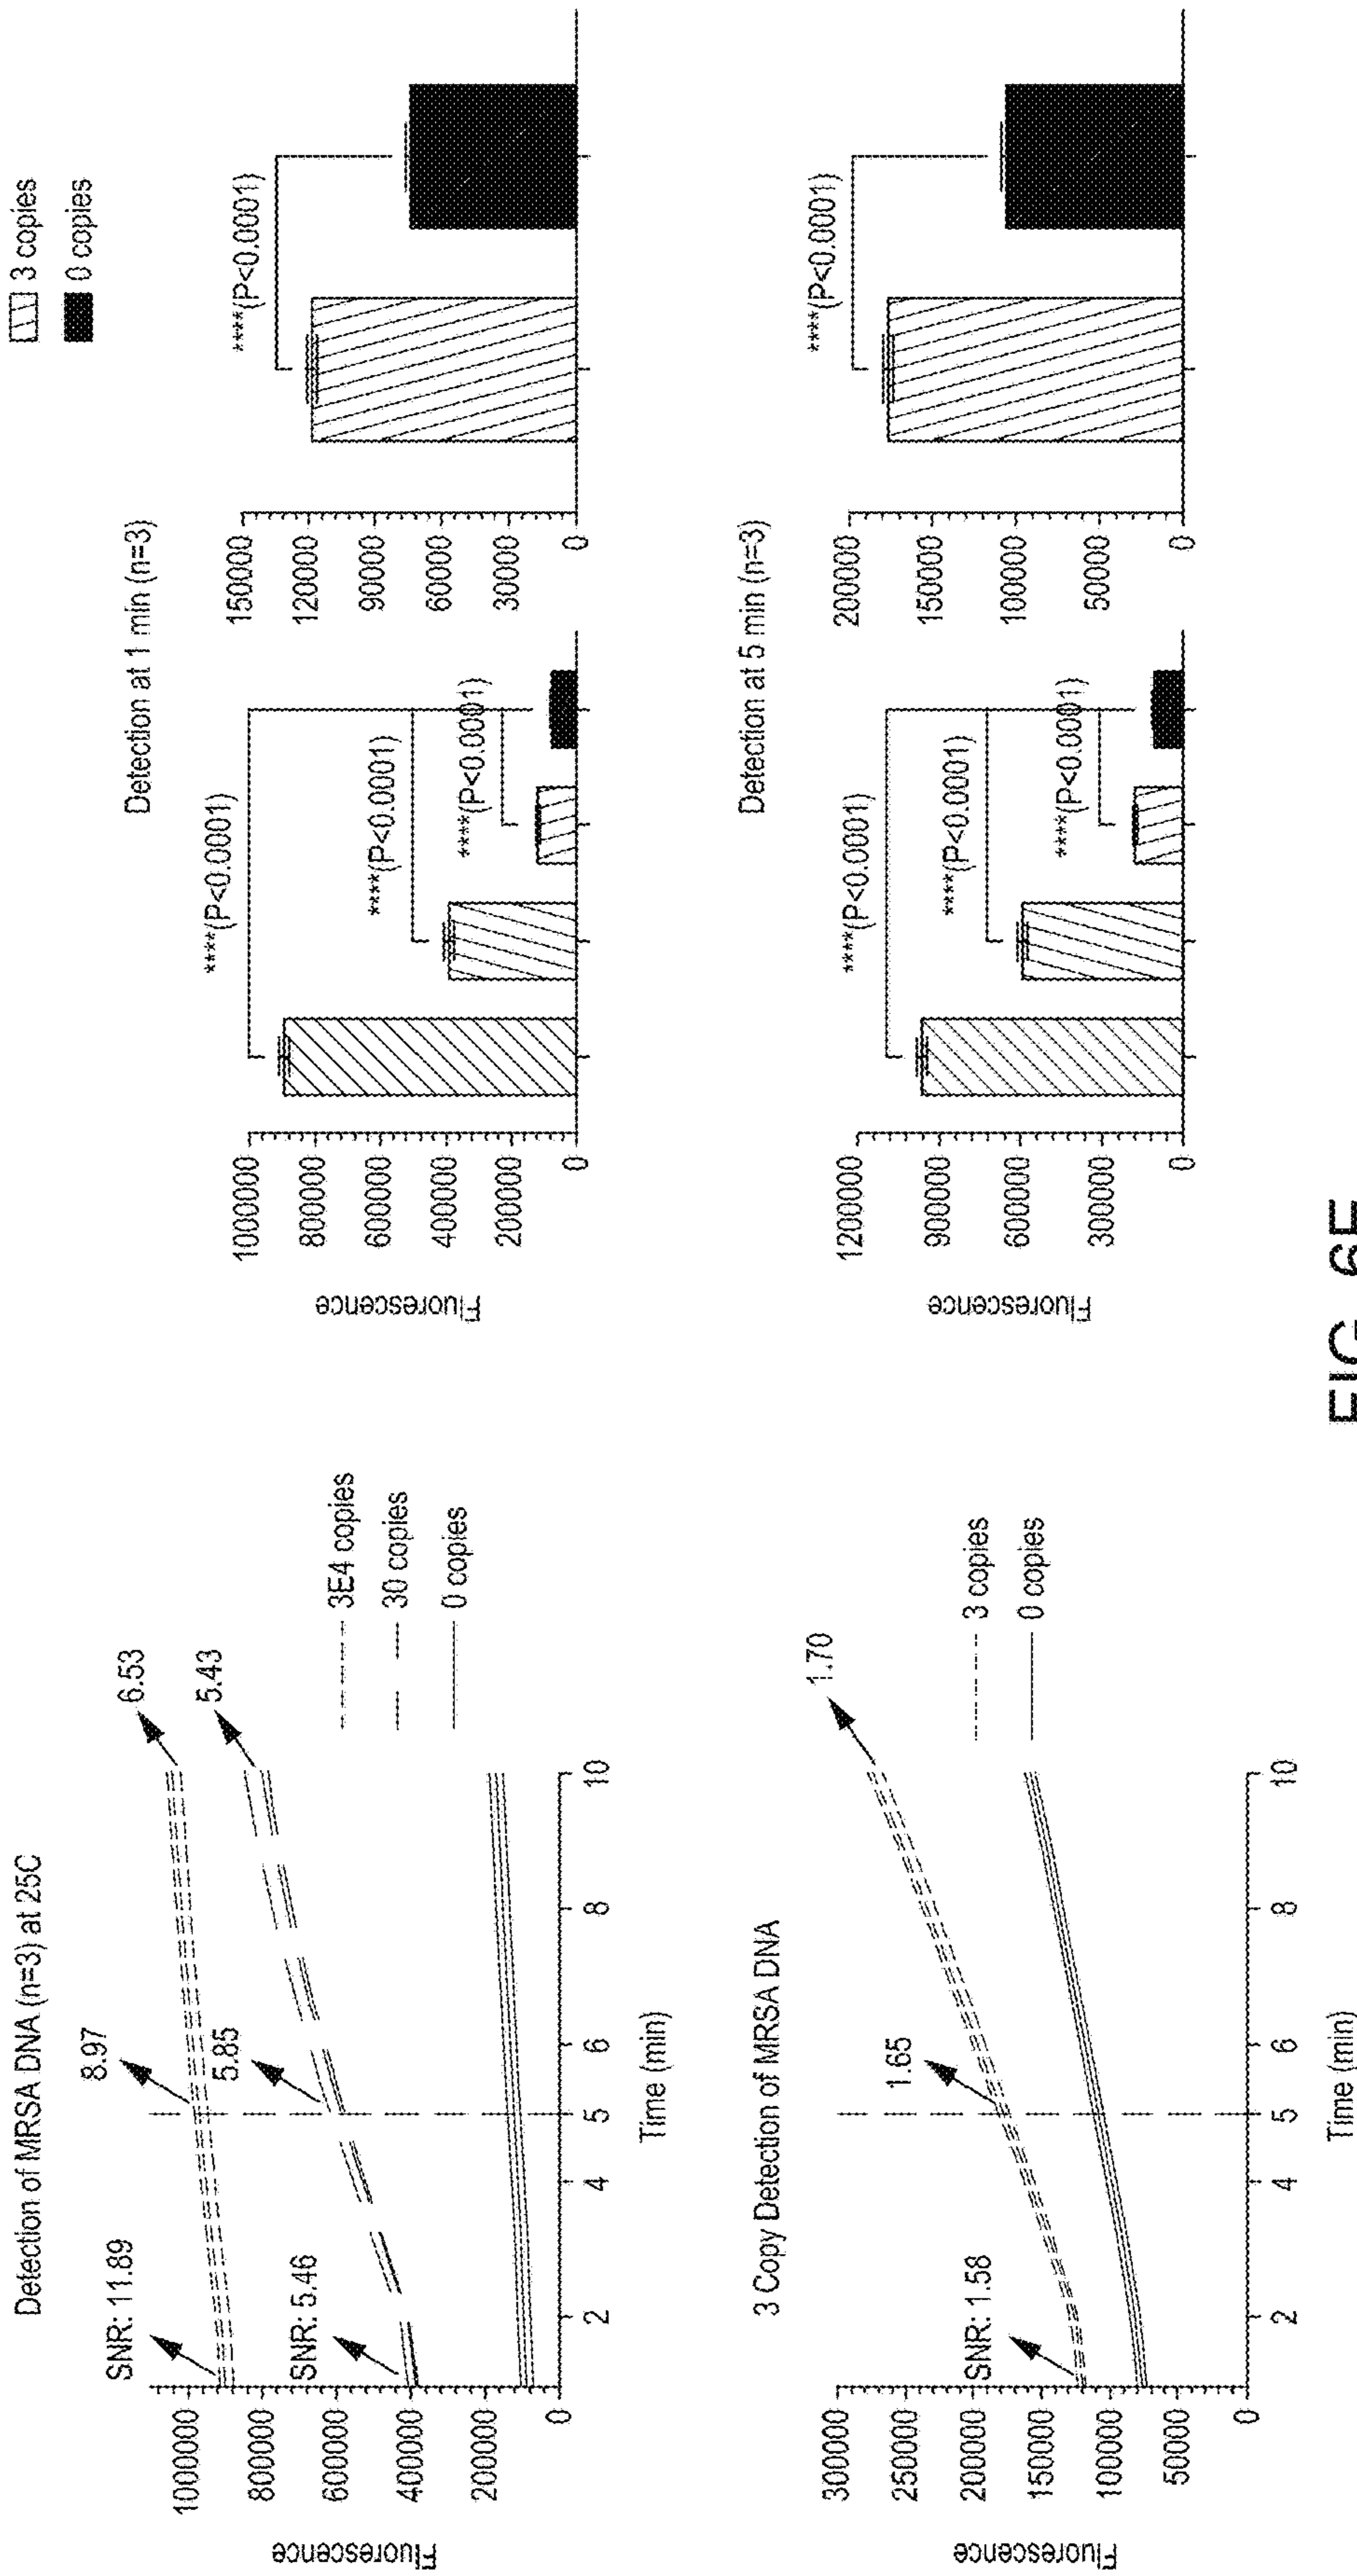 Detection of MRSA DNA (n=3) at 25C
Fluorescence
1000000
800000
600000
400000
200000
0
SNR: 11.89
8.97
6.53
SNR: 5.46
5.85
5.43
2
4
5
6
8
10
Time (min)
3E4 copies
30 copies
0 copies
3 Copy Detection of MRSA DNA
Fluorescence
300000
250000
200000
150000
100000
50000
0
SNR: 1.58
1.65
1.70
2
4
5
6
8
10
Time (min)
3 copies
0 copies
3 copies
0 copies
Detection at 1 min (n=3)
Fluorescence
1000000
800000
600000
400000
200000
0
****(P<0.0001)
****(P<0.0001)
****(P<0.0001)
150000
120000
90000
60000
30000
0
****(P<0.0001)
Detection at 5 min (n=3)
Fluorescence
1200000
900000
600000
300000
0
****(P<0.0001)
****(P<0.0001)
****(P<0.0001)
200000
150000
100000
50000
0
****(P<0.0001)